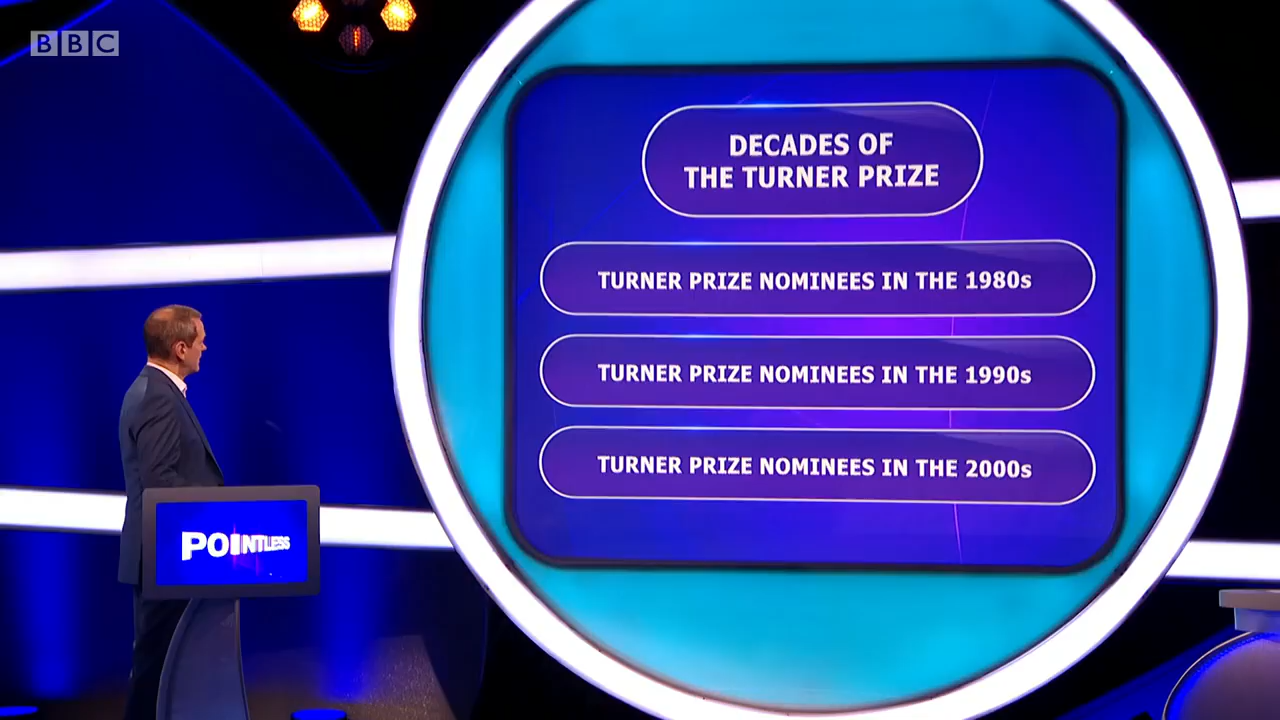 BBC
DECADES OF
THE TURNER PRIZE
TURNER PRIZE NOMINEES IN THE 1980s
TURNER PRIZE NOMINEES IN THE 1990s
TURNER PRIZE NOMINEES IN THE 2000s
POINTLESS